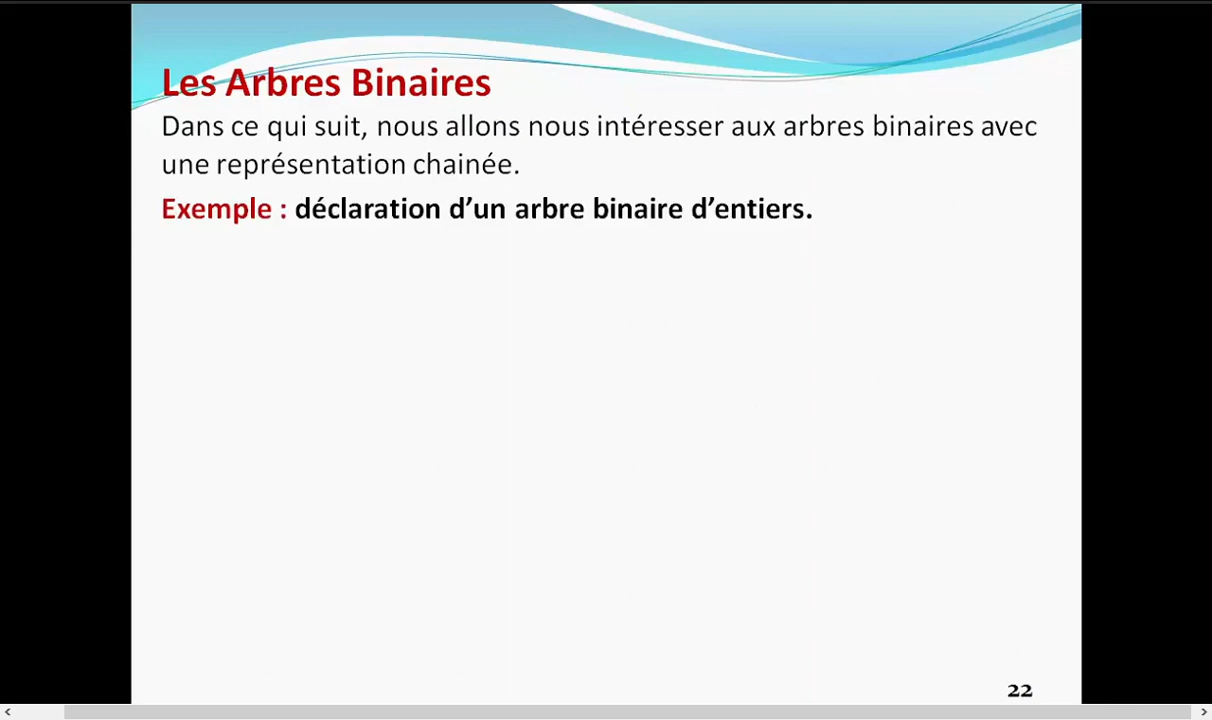 Les Arbres Binaires
Dans ce qui suit, nous allons nous intéresser aux arbres binaires avec
une représentation chainée.
Exemple : déclaration d’un arbre binaire d’entiers.
22